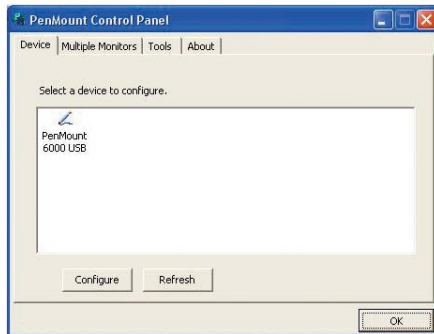 PenMount Control Panel
Device Multiple Monitors Tools About
Select a device to configure.
PenMount
6000 USB
Configure Refresh
OK